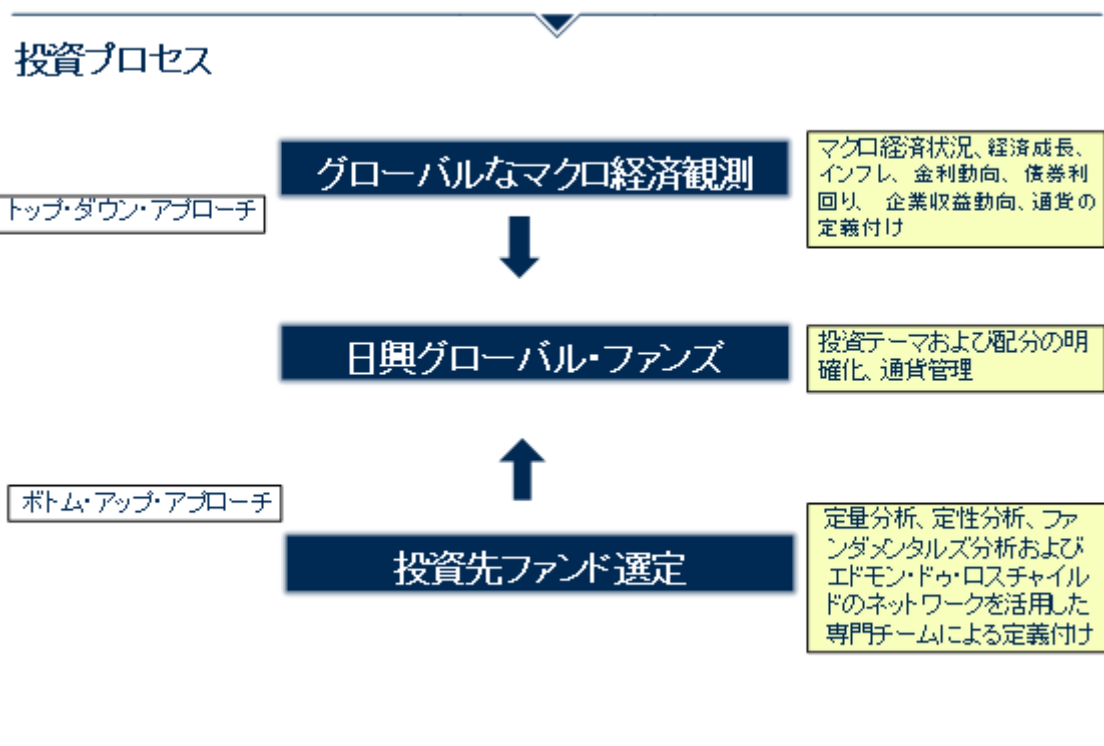 投資プロセス
グローバルなマクロ経済観測
マクロ経済状況、経済成長、
インフレ、金利動向、債券利
回り、 企業収益動向、通貨の
定義付け
トップ・ダウン・アプローチ
日興グローバル・ファンズ
投資テーマおよび配分の明
確化、通貨管理
ボトム・アップ・アプローチ
投資先ファンド選定
定量分析、定性分析、ファ
ンダメンタルズ分析および
エドモン・ドゥ・ロスチャイル
ドのネットワークを活用した
専門チームによる定義付け